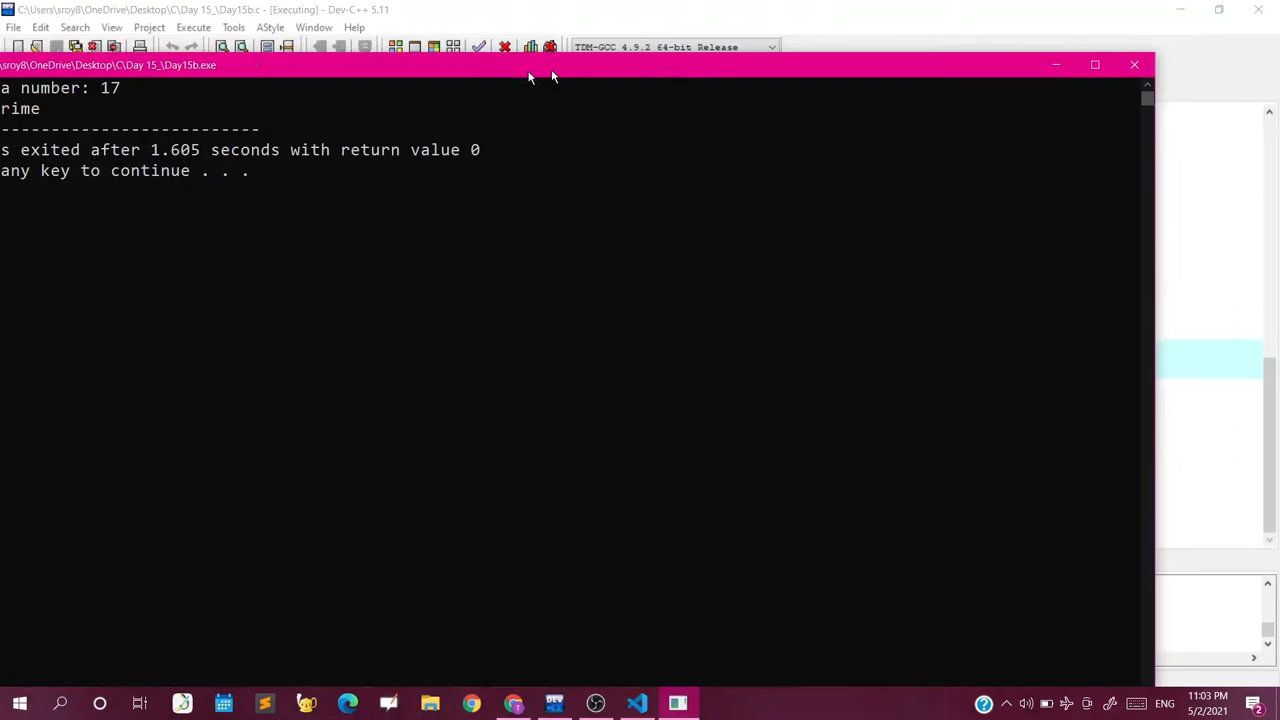 C:\Users\sroy8\OneDrive\Desktop\C\Day 15_\Day15b.c - [Executing] - Dev-C++ 5.11
File Edit Search View Project Execute Tools AStyle Window Help
TDM-GCC 4.9.2 64-bit Release
\sroy8\OneDrive\Desktop\C\Day 15_\Day15b.exe
a number: 17
rime
--------------------------
s exited after 1.605 seconds with return value 0
any key to continue . . .
DEV
ENG
11:03 PM
5/2/2021
2